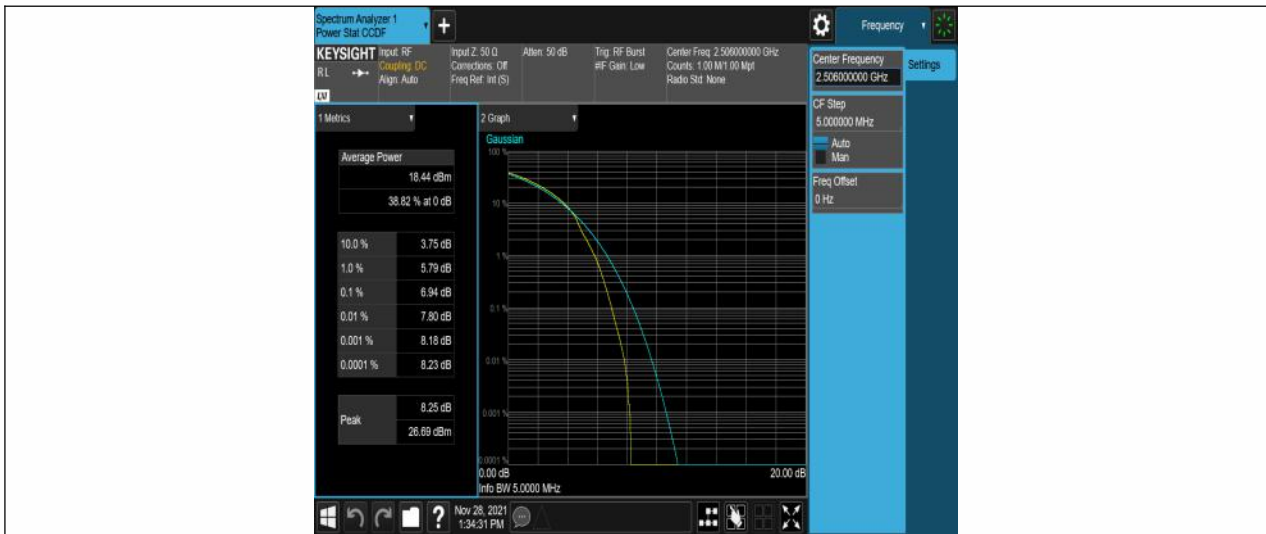 Spectrum Analyzer 1
Power Stat CCDF
Frequency
KEYSIGHT
RL
Input: RF
Coupling: DC
Align: Auto
Input Z: 50 Ω
Corrections: Off
Freq Ref: Int (S)
Atten: 50 dB
Trig: RF Burst
#IF Gain: Low
Center Freq: 2.506000000 GHz
Counts: 1.00 M/1.00 Mpt
Radio Std: None
Center Frequency
2.506000000 GHz
Settings
CF Step
5.000000 MHz
Auto
Man
Freq Offset
0 Hz
1 Metrics
Average Power
18.44 dBm
38.82 % at 0 dB
10.0 % 3.75 dB
1.0 % 5.79 dB
0.1 % 6.94 dB
0.01 % 7.80 dB
0.001 % 8.18 dB
0.0001 % 8.23 dB
Peak
8.25 dB
26.69 dBm
2 Graph
Gaussian
100 %
10 %
1 %
0.1 %
0.01 %
0.001 %
0.0001 %
0.00 dB
20.00 dB
Info BW 5.0000 MHz
?
Nov 28, 2021
1:34:31 PM